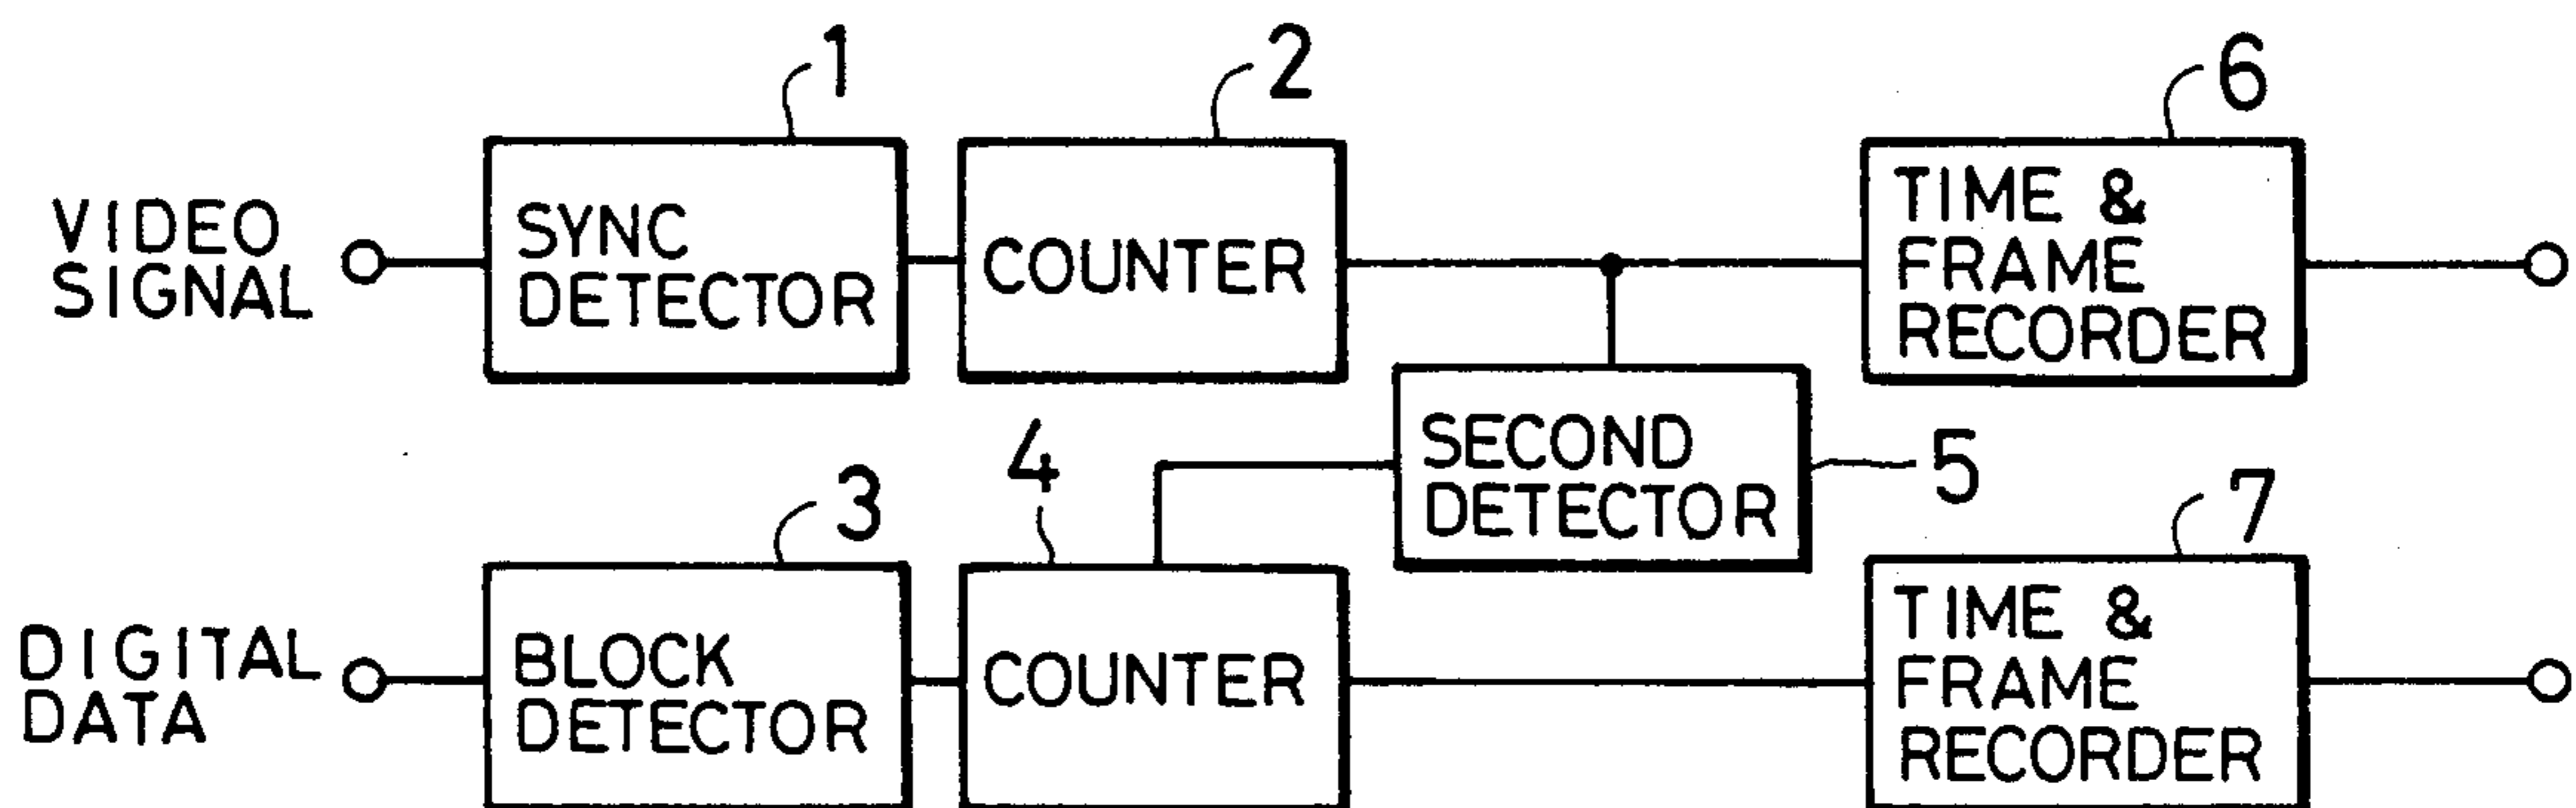 1
2
6
VIDEO
SIGNAL
SYNC
DETECTOR
COUNTER
TIME &
FRAME
RECORDER
SECOND
DETECTOR
5
3
4
7
DIGITAL
DATA
BLOCK
DETECTOR
COUNTER
TIME &
FRAME
RECORDER